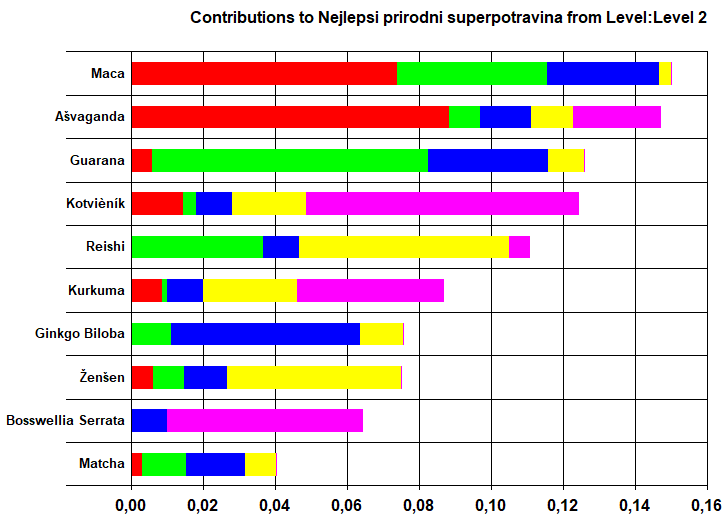 Contributions to Nejlepsi prirodni superpotravina from Level:Level 2
Maca
Ašvaganda
Guarana
Kotvièník
Reishi
Kurkuma
Ginkgo Biloba
Ženšen
Bosswellia Serrata
Matcha
0,00 0,02 0,04 0,06 0,08 0,10 0,12 0,14 0,16